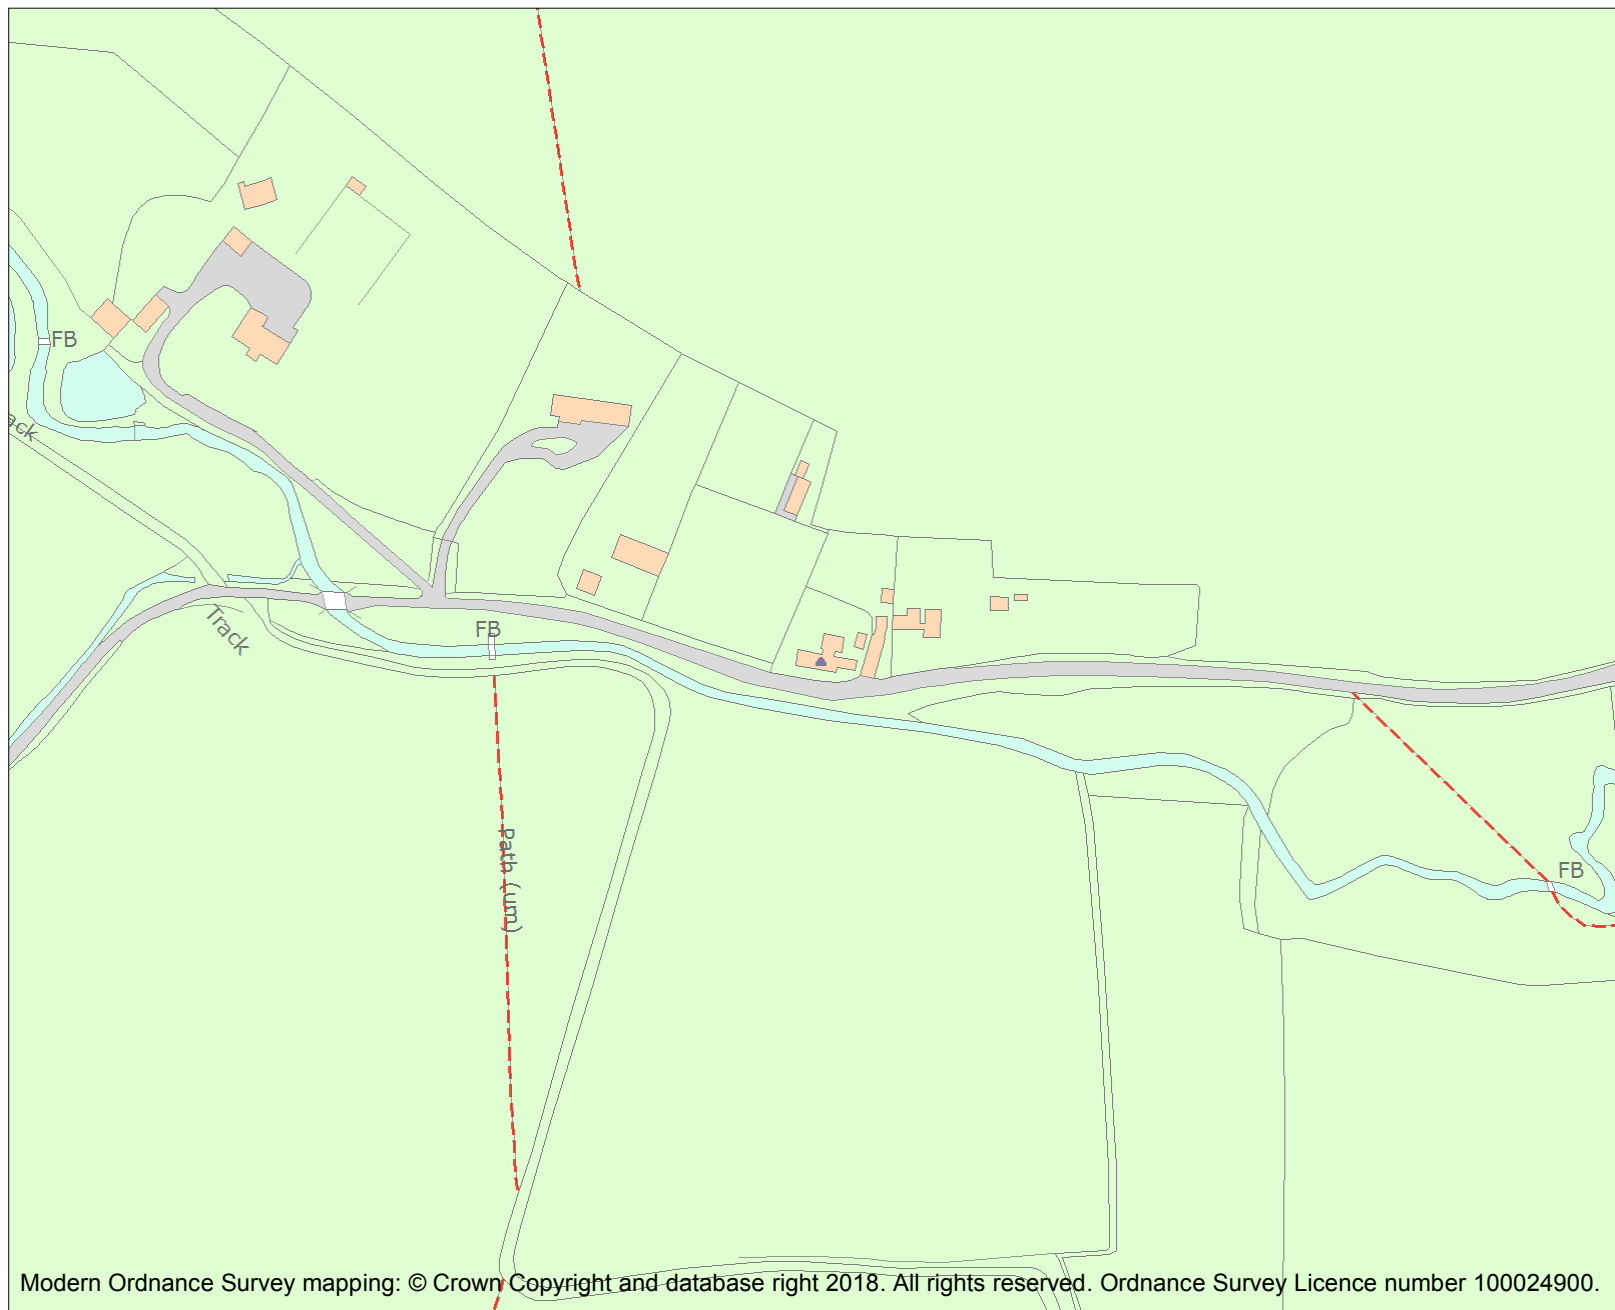 FB
ack
FB
Track
Path (um)
FB
Modern Ordnance Survey mapping: © Crown Copyright and database right 2018. All rights reserved. Ordnance Survey Licence number 100024900.